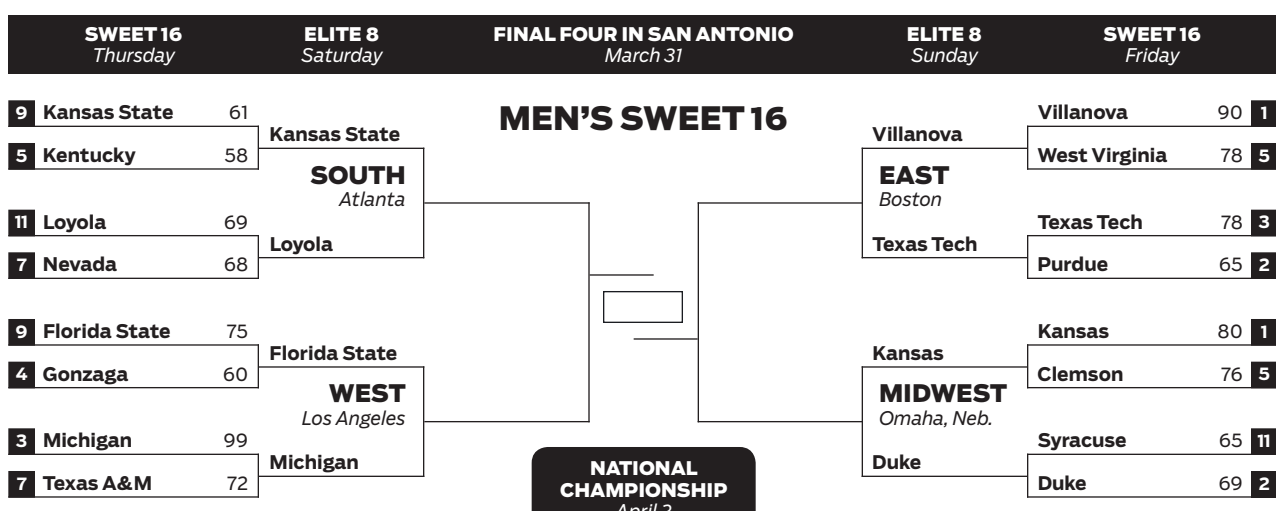 SWEET 16
Thursday
ELITE 8
Saturday
FINAL FOUR IN SAN ANTONIO
March 31
ELITE 8
Sunday
SWEET 16
Friday
MEN'S SWEET 16
9 Kansas State 61
5 Kentucky 58
11 Loyola 69
7 Nevada 68
9 Florida State 75
4 Gonzaga 60
3 Michigan 99
7 Texas A&M 72
Kansas State
SOUTH
Atlanta
Loyola
Florida State
WEST
Los Angeles
Michigan
NATIONAL
CHAMPIONSHIP
April 2
Villanova
EAST
Boston
Texas Tech
Kansas
MIDWEST
Omaha, Neb.
Duke
Villanova 90 1
West Virginia 78 5
Texas Tech 78 3
Purdue 65 2
Kansas 80 1
Clemson 76 5
Syracuse 65 11
Duke 69 2